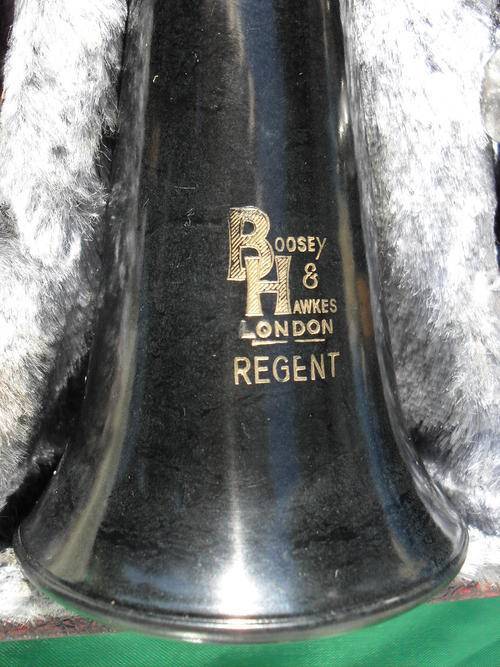 BOOSEY
&
HAWKES
LONDON
REGENT